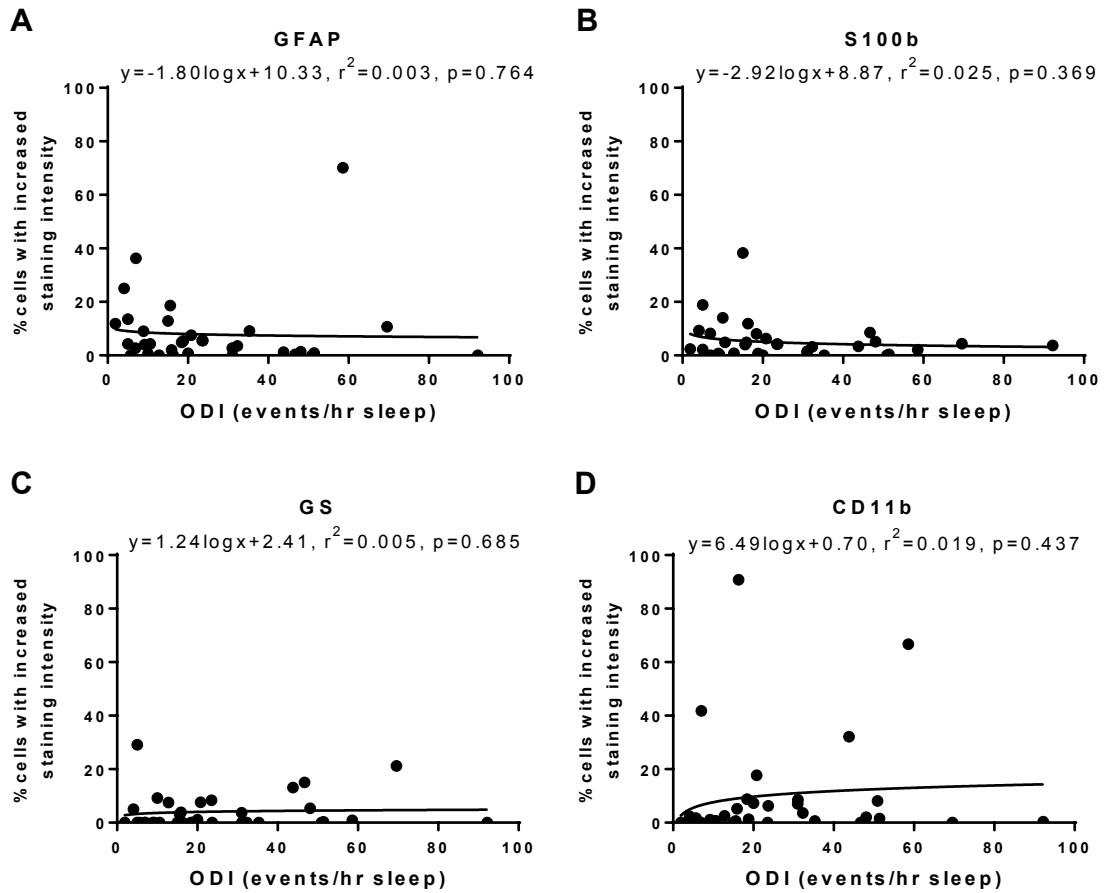 A
GFAP
y=-1.80logx+10.33, r²=0.003, p=0.764
% cells with increased
staining intensity
100
80
60
40
20
0
0 20 40 60 80 100
ODI (events/hr sleep)
B
S100b
y=-2.92logx+8.87, r²=0.025, p=0.369
% cells with increased
staining intensity
100
80
60
40
20
0
0 20 40 60 80 100
ODI (events/hr sleep)
C
GS
y=1.24logx+2.41, r²=0.005, p=0.685
% cells with increased
staining intensity
100
80
60
40
20
0
0 20 40 60 80 100
ODI (events/hr sleep)
D
CD11b
y=6.49logx+0.70, r²=0.019, p=0.437
% cells with increased
staining intensity
100
80
60
40
20
0
0 20 40 60 80 100
ODI (events/hr sleep)